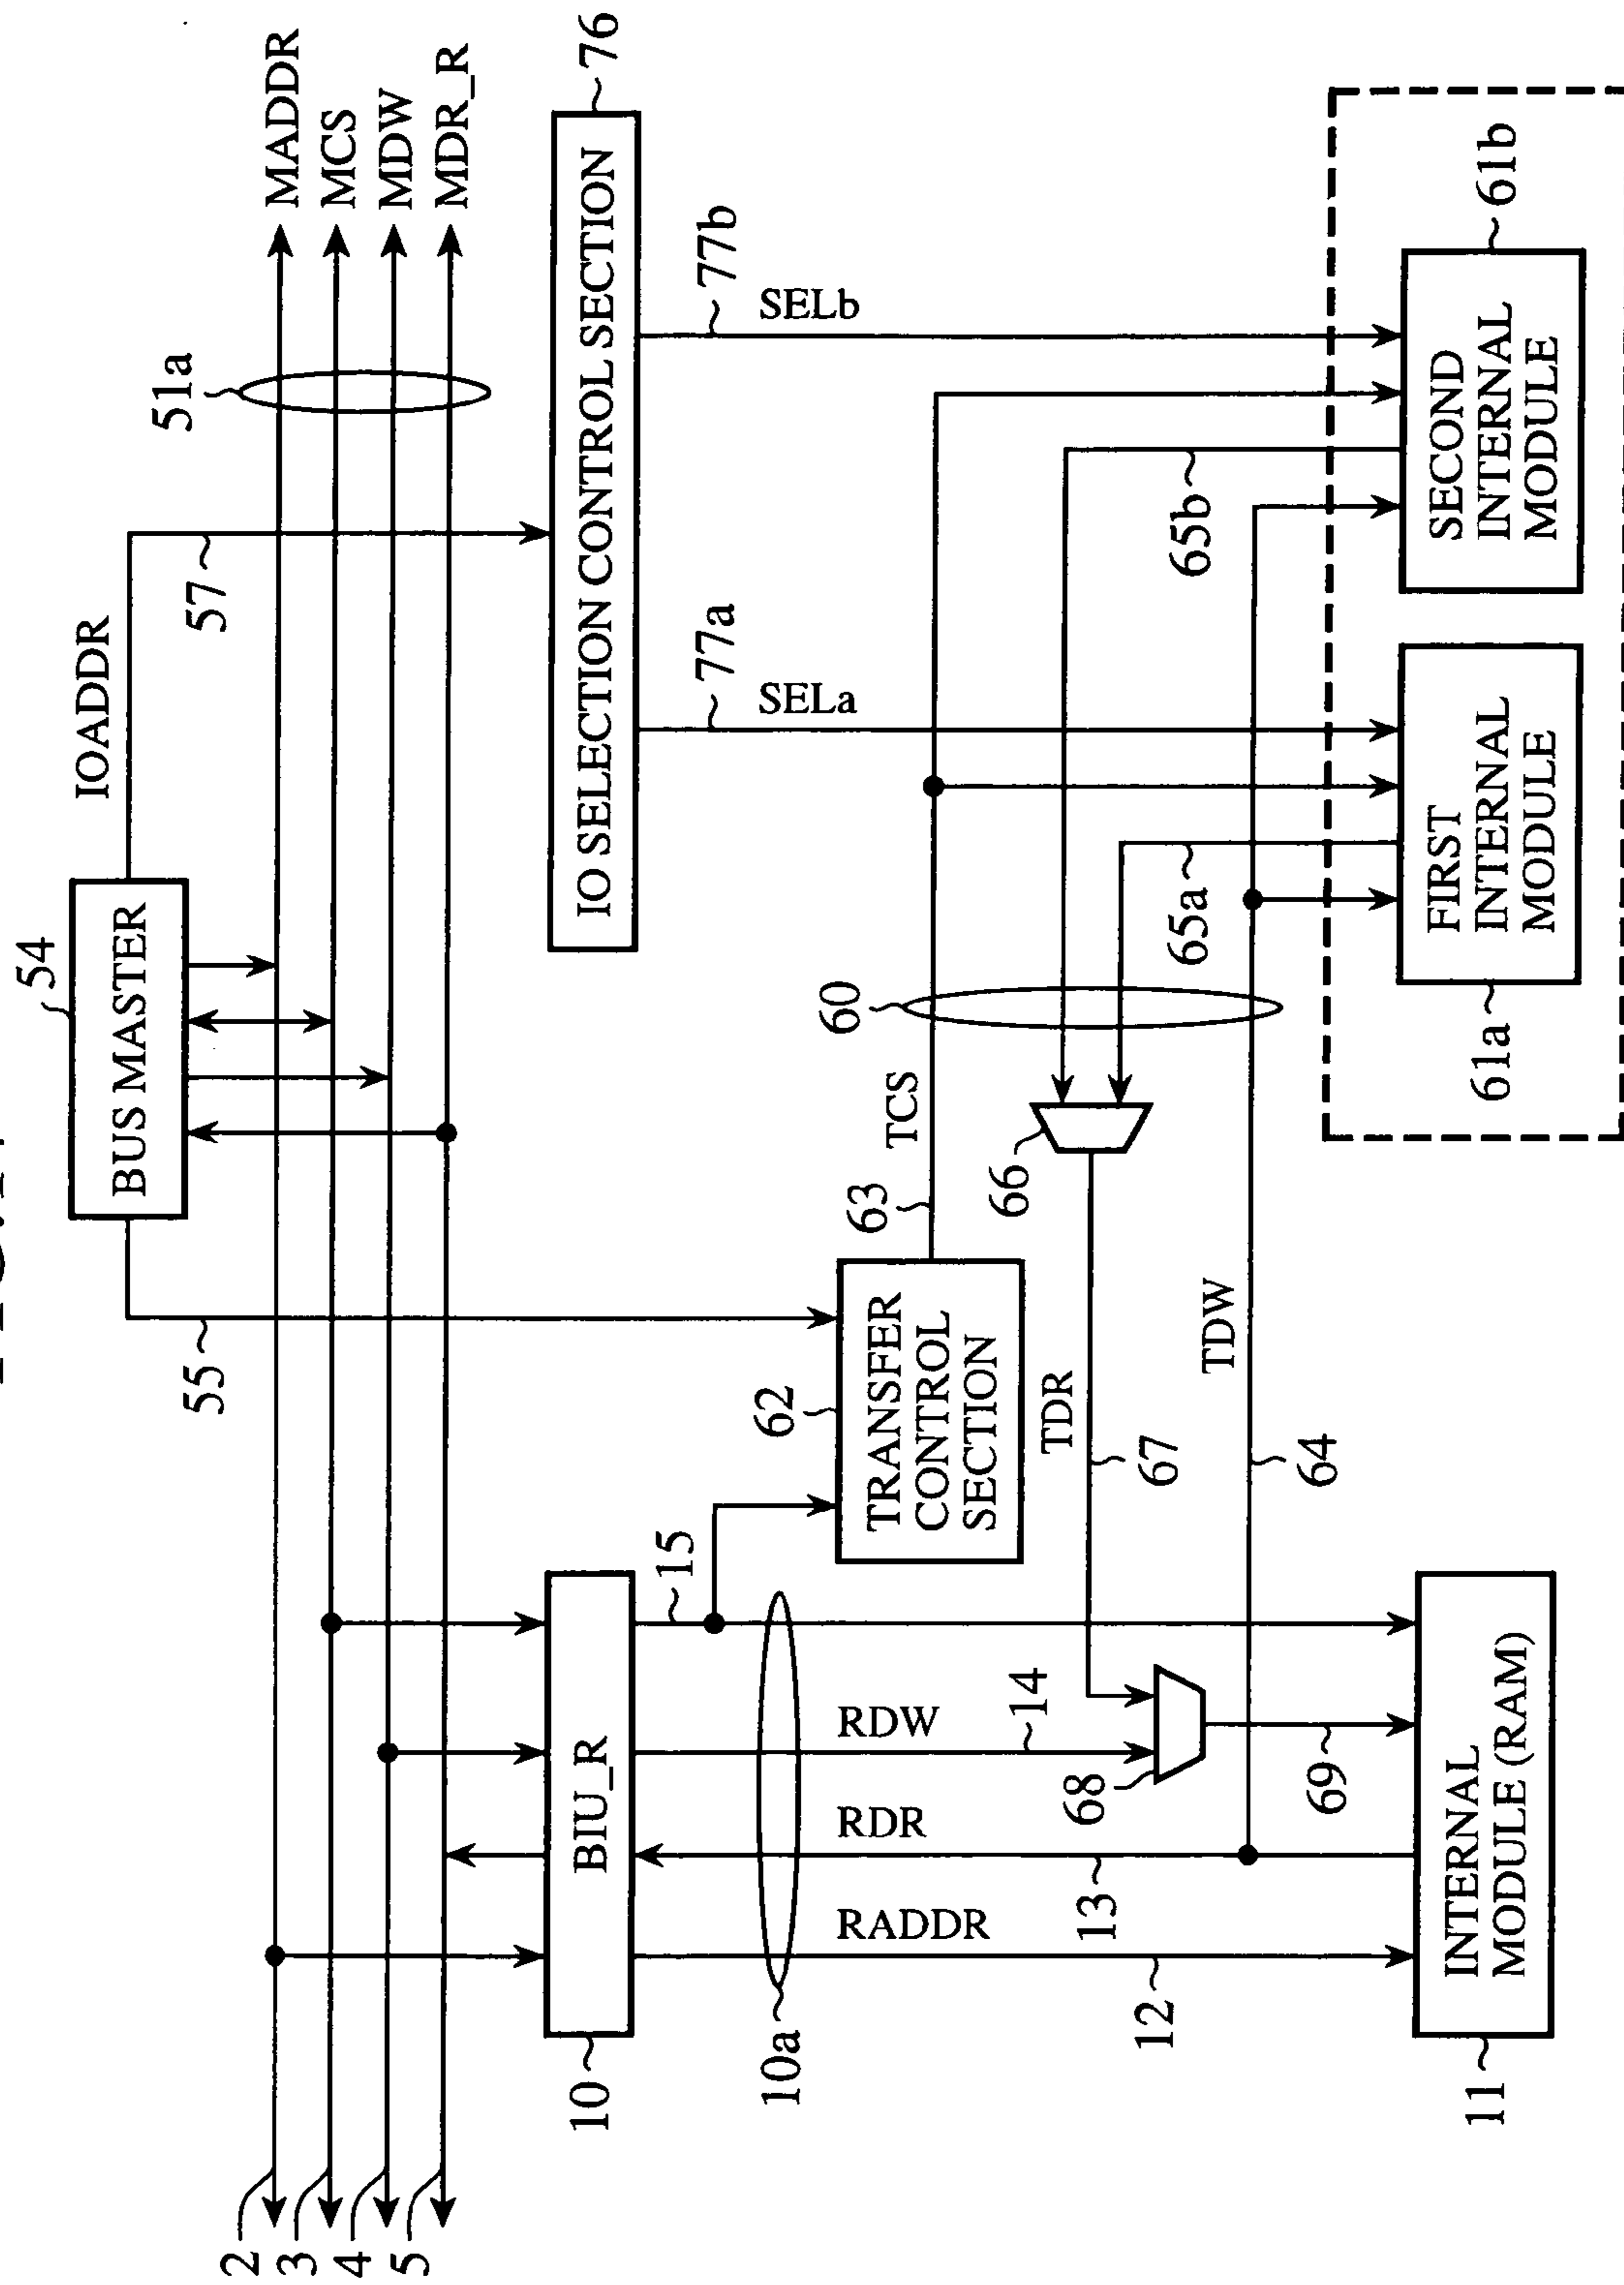 54
BUS MASTER
IOADDR
55
57
51a
2
3
4
5
MADDR
MCS
MDW
MDR_R
10
BIU_R
IO SELECTION CONTROL SECTION
76
15
10a
RADDR
RDR
RDW
14
62
TRANSFER
CONTROL
SECTION
63
TCS
60
77a
SELa
77b
SELb
12
13
68
TDR
67
66
65a
65b
69
64
TDW
11
INTERNAL
MODULE (RAM)
61a
FIRST
INTERNAL
MODULE
SECOND
INTERNAL
MODULE
61b